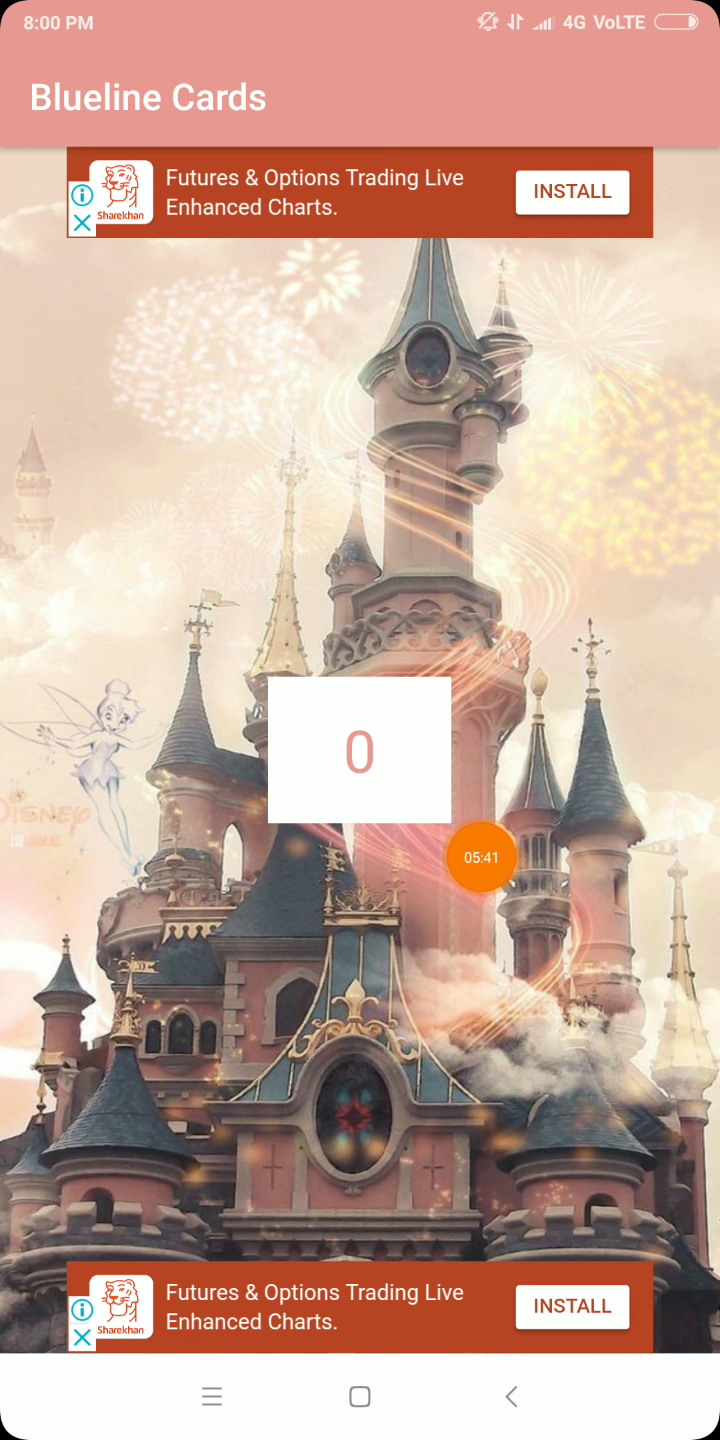 8:00 PM 4G VoLTE
Blueline Cards
Sharekhan
Futures & Options Trading Live
Enhanced Charts.
INSTALL
0
DISNEY
05:41
Sharekhan
Futures & Options Trading Live
Enhanced Charts.
INSTALL